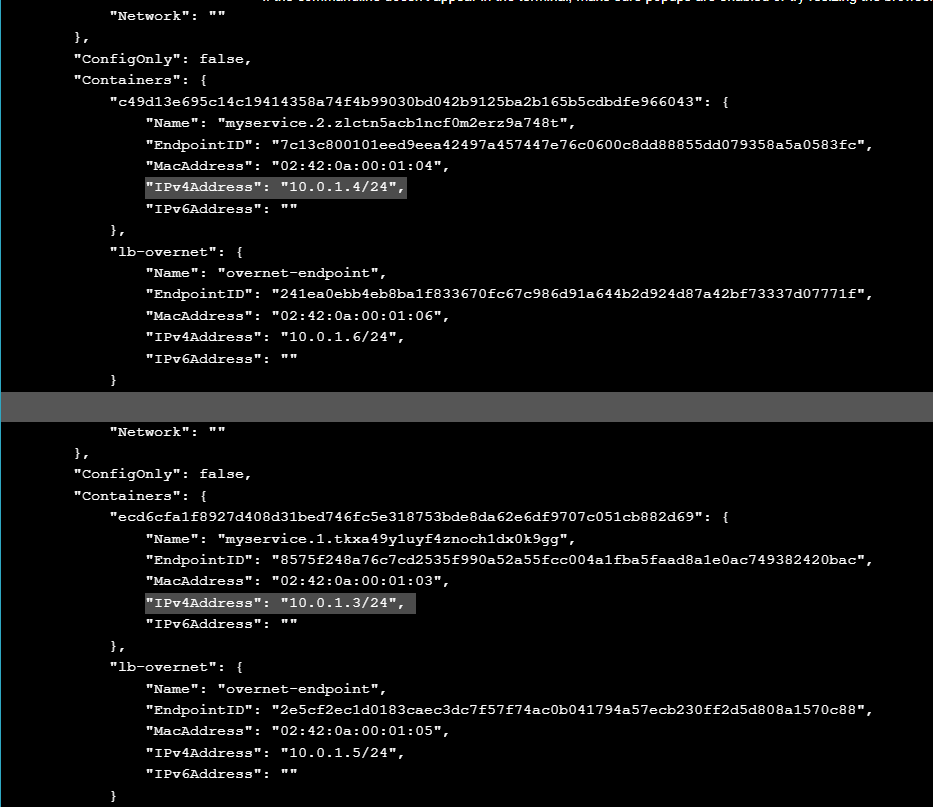 "Network": ""
},
"ConfigOnly": false,
"Containers": {
"c49d13e695c14c19414358a74f4b99030bd042b9125ba2b165b5cdbdfe966043": {
"Name": "myservice.2.zlctn5acb1ncf0m2erz9a748t",
"EndpointID": "7c13c800101eed9eea42497a457447e76c0600c8dd88855dd079358a5a0583fc",
"MacAddress": "02:42:0a:00:01:04",
"IPv4Address": "10.0.1.4/24",
"IPv6Address": ""
},
"lb-overnet": {
"Name": "overnet-endpoint",
"EndpointID": "241ea0ebb4eb8ba1f833670fc67c986d91a644b2d924d87a42bf73337d07771f",
"MacAddress": "02:42:0a:00:01:06",
"IPv4Address": "10.0.1.6/24",
"IPv6Address": ""
}
"Network": ""
},
"ConfigOnly": false,
"Containers": {
"ecd6cfa1f8927d408d31bed746fc5e318753bde8da62e6df9707c051cb882d69": {
"Name": "myservice.1.tkxa49y1uyf4znoch1dx0k9gg",
"EndpointID": "8575f248a76c7cd2535f990a52a55fcc004a1fba5faad8a1e0ac749382420bac",
"MacAddress": "02:42:0a:00:01:03",
"IPv4Address": "10.0.1.3/24",
"IPv6Address": ""
},
"lb-overnet": {
"Name": "overnet-endpoint",
"EndpointID": "2e5cf2ec1d0183caec3dc7f57f74ac0b041794a57ecb230ff2d5d808a1570c88",
"MacAddress": "02:42:0a:00:01:05",
"IPv4Address": "10.0.1.5/24",
"IPv6Address": ""
}